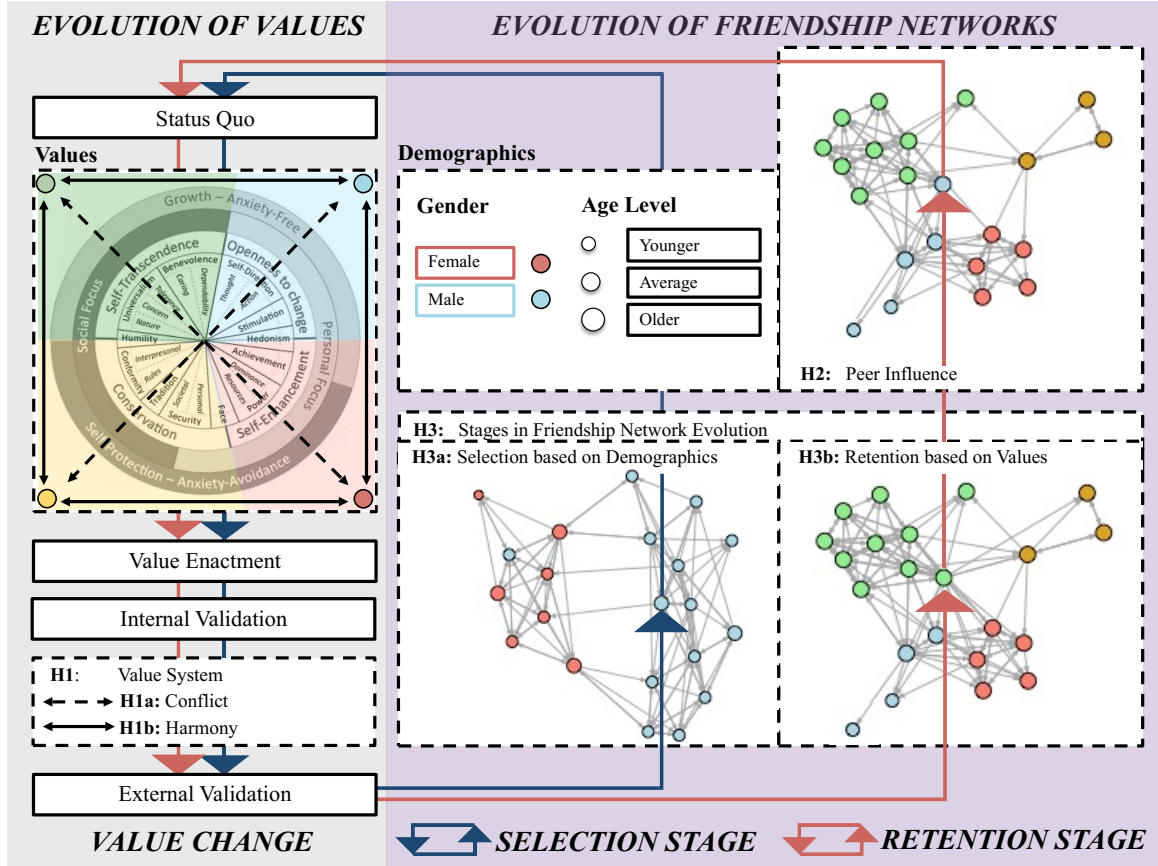 EVOLUTION OF VALUES
EVOLUTION OF FRIENDSHIP NETWORKS
Status Quo
Values
Growth – Anxiety-Free
Social Focus
Personal Focus
Self-Protection – Anxiety-Avoidance
Self-Transcendence
Openness to change
Conservation
Self-Enhancement
Benevolence
Dependability
Caring
Universalism
Tolerance
Concern
Nature
Humility
Self-Direction
Thought
Action
Stimulation
Hedonism
Achievement
Dominance
Resources
Power
Face
Security
Personal
Societal
Tradition
Conformity
Rules
Interpresonal
Value Enactment
Internal Validation
H1: Value System
H1a: Conflict
H1b: Harmony
External Validation
VALUE CHANGE
Demographics
Gender
Female
Male
Age Level
Younger
Average
Older
H2: Peer Influence
H3: Stages in Friendship Network Evolution
H3a: Selection based on Demographics
H3b: Retention based on Values
SELECTION STAGE
RETENTION STAGE